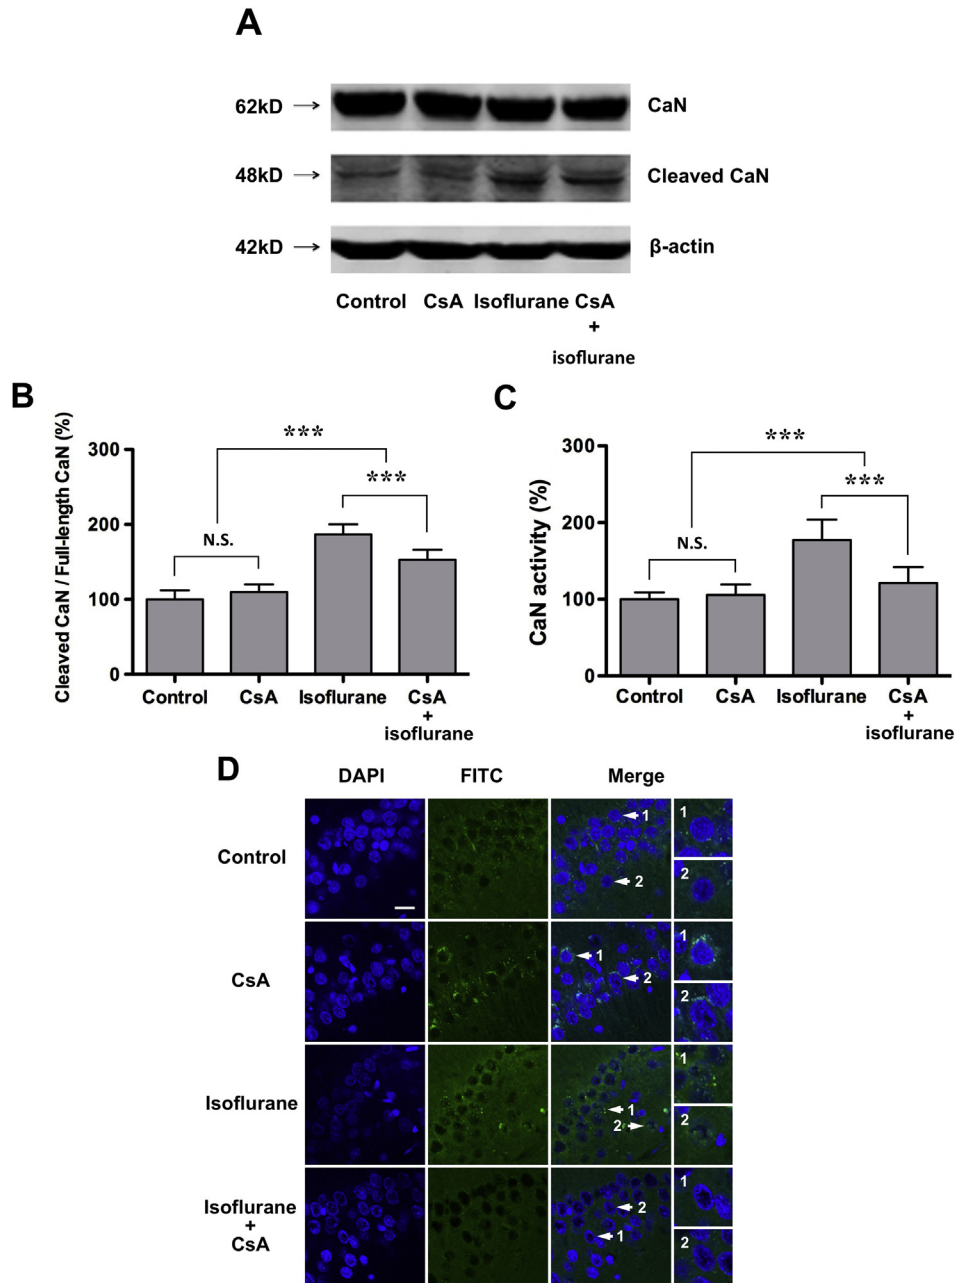 A
62kD → CaN
48kD → Cleaved CaN
42kD → β-actin
Control CsA Isoflurane CsA
+
isoflurane
B
Cleaved CaN / Full-length CaN (%)
300
200
100
0
***
***
N.S.
Control CsA Isoflurane CsA
+
isoflurane
C
CaN activity (%)
300
200
100
0
***
***
N.S.
Control CsA Isoflurane CsA
+
isoflurane
D
DAPI FITC Merge
Control
1
2
1
2
CsA
1
2
1
2
Isoflurane
1
2
1
2
Isoflurane
+
CsA
2
1
1
2